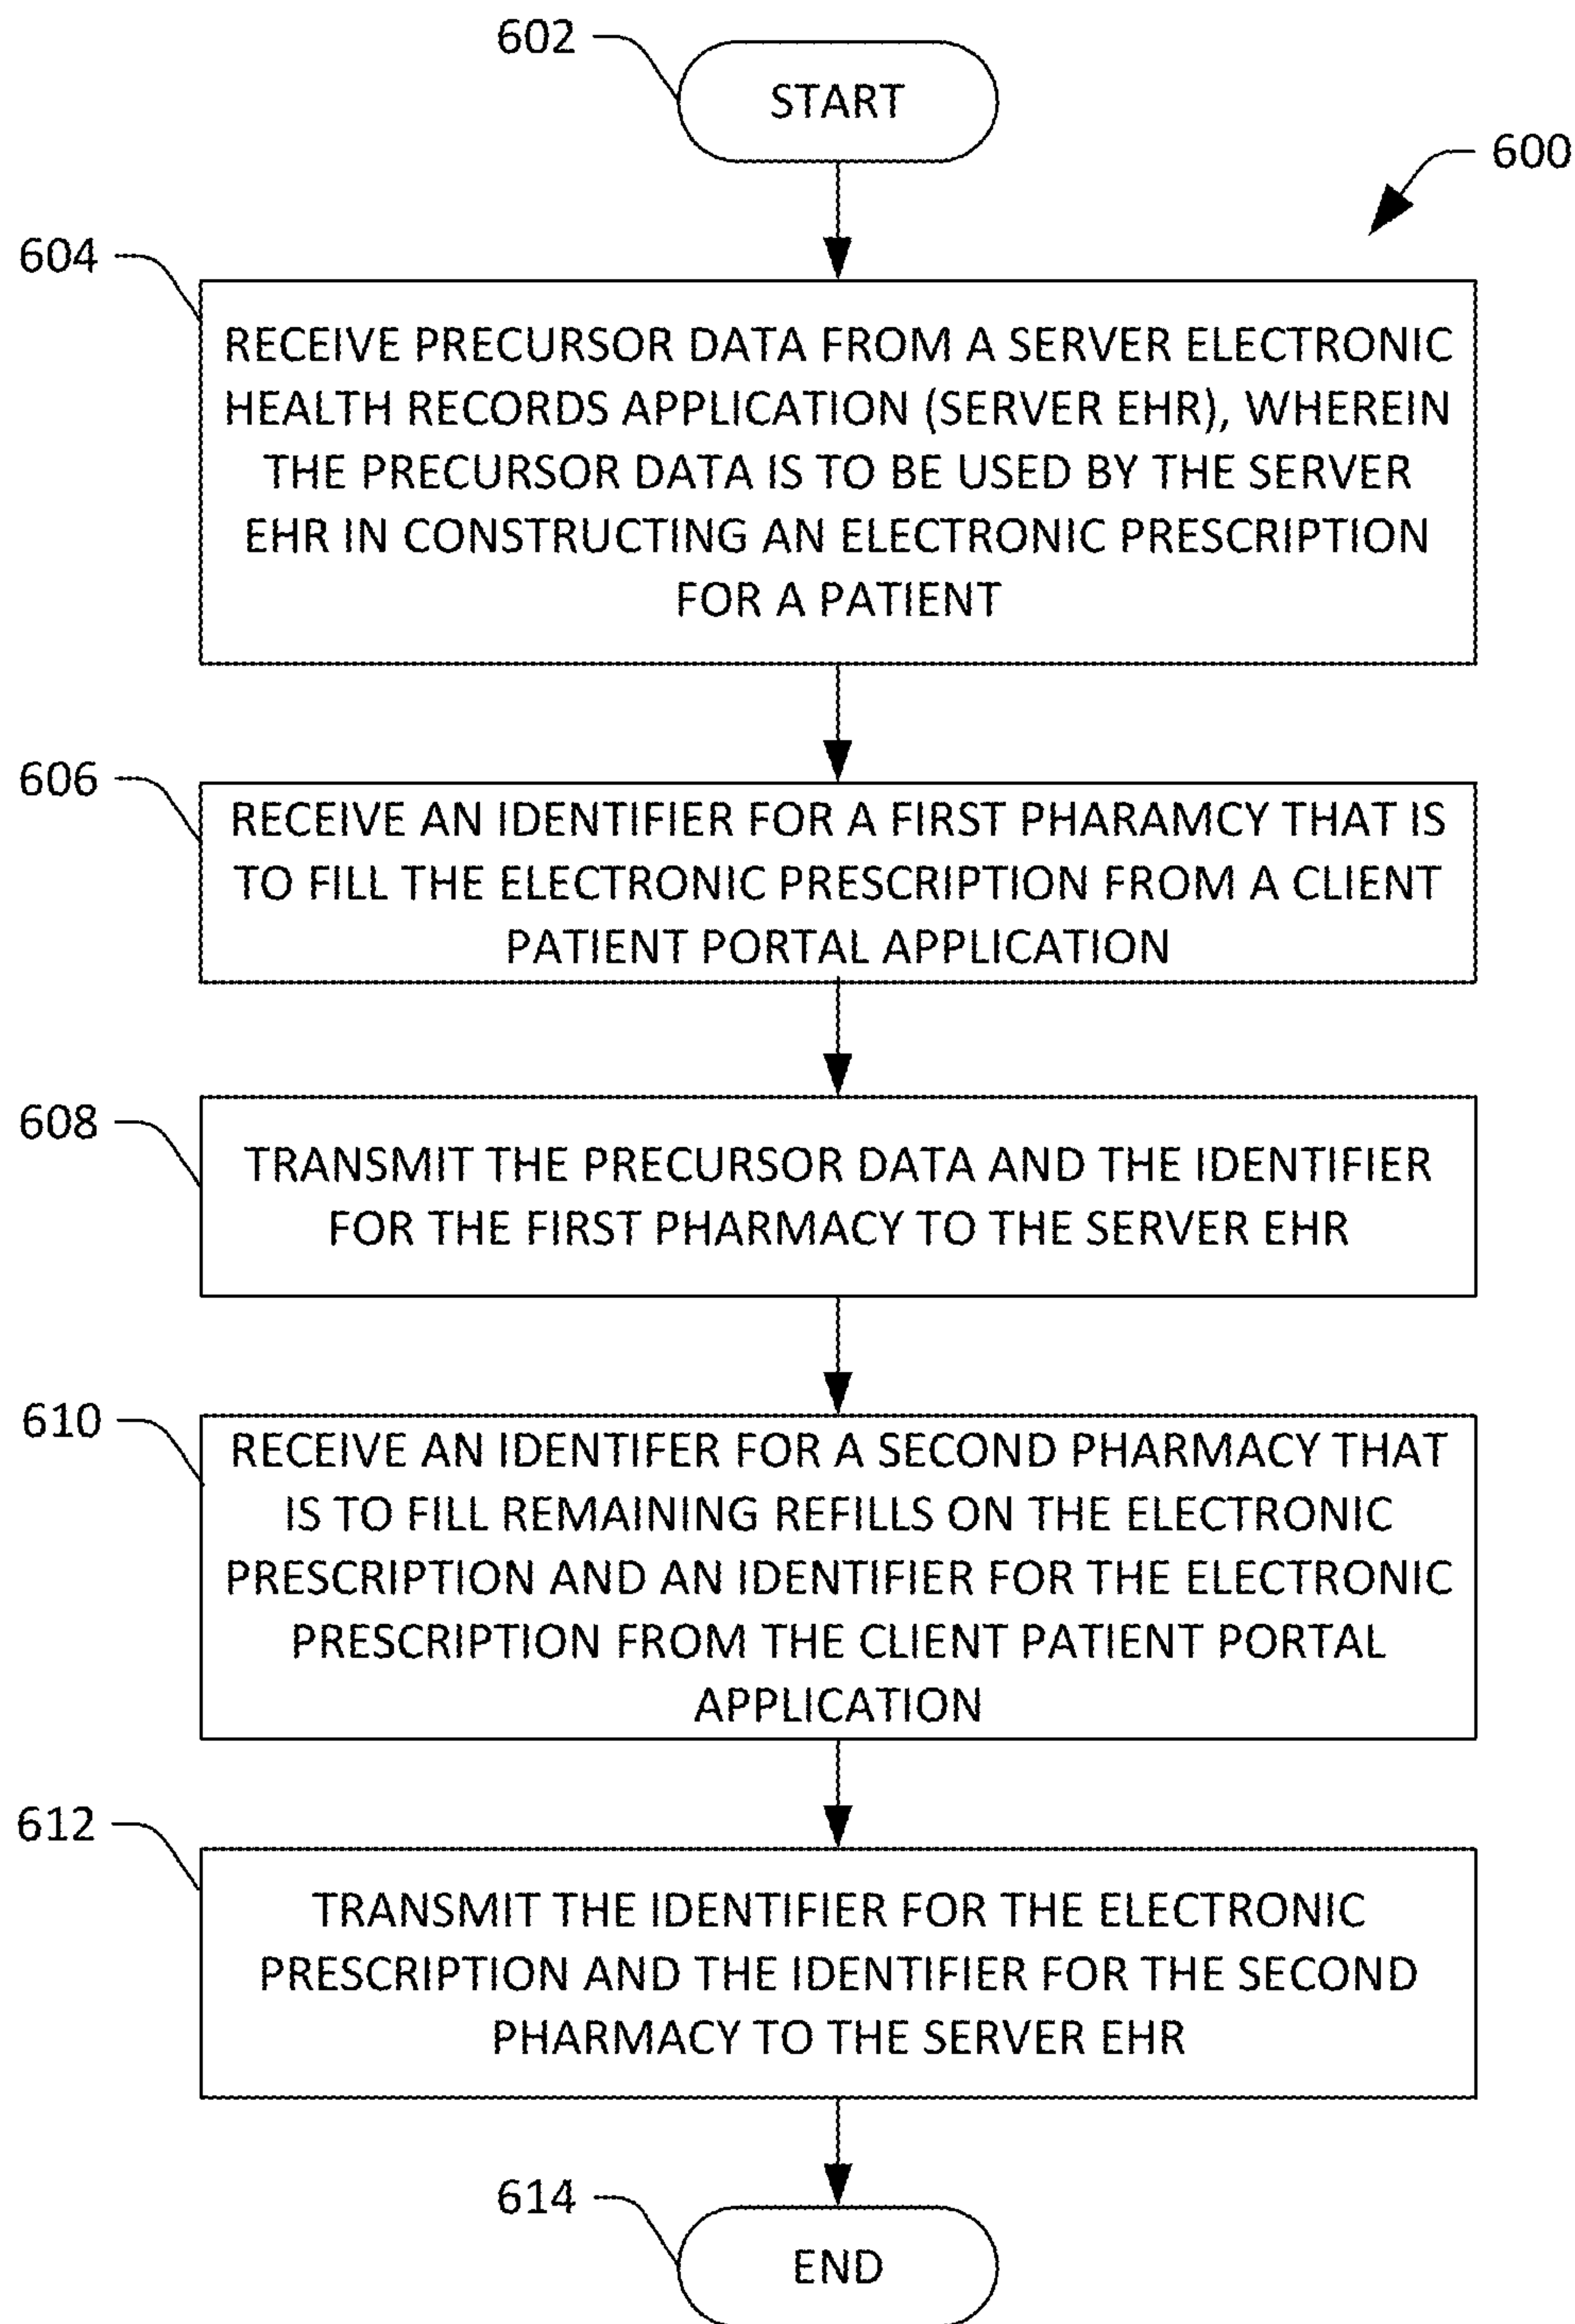 602
START
600
604
RECEIVE PRECURSOR DATA FROM A SERVER ELECTRONIC
HEALTH RECORDS APPLICATION (SERVER EHR), WHEREIN
THE PRECURSOR DATA IS TO BE USED BY THE SERVER
EHR IN CONSTRUCTING AN ELECTRONIC PRESCRIPTION
FOR A PATIENT
606
RECEIVE AN IDENTIFIER FOR A FIRST PHARAMCY THAT IS
TO FILL THE ELECTRONIC PRESCRIPTION FROM A CLIENT
PATIENT PORTAL APPLICATION
608
TRANSMIT THE PRECURSOR DATA AND THE IDENTIFIER
FOR THE FIRST PHARMACY TO THE SERVER EHR
610
RECEIVE AN IDENTIFER FOR A SECOND PHARMACY THAT
IS TO FILL REMAINING REFILLS ON THE ELECTRONIC
PRESCRIPTION AND AN IDENTIFIER FOR THE ELECTRONIC
PRESCRIPTION FROM THE CLIENT PATIENT PORTAL
APPLICATION
612
TRANSMIT THE IDENTIFIER FOR THE ELECTRONIC
PRESCRIPTION AND THE IDENTIFIER FOR THE SECOND
PHARMACY TO THE SERVER EHR
614
END